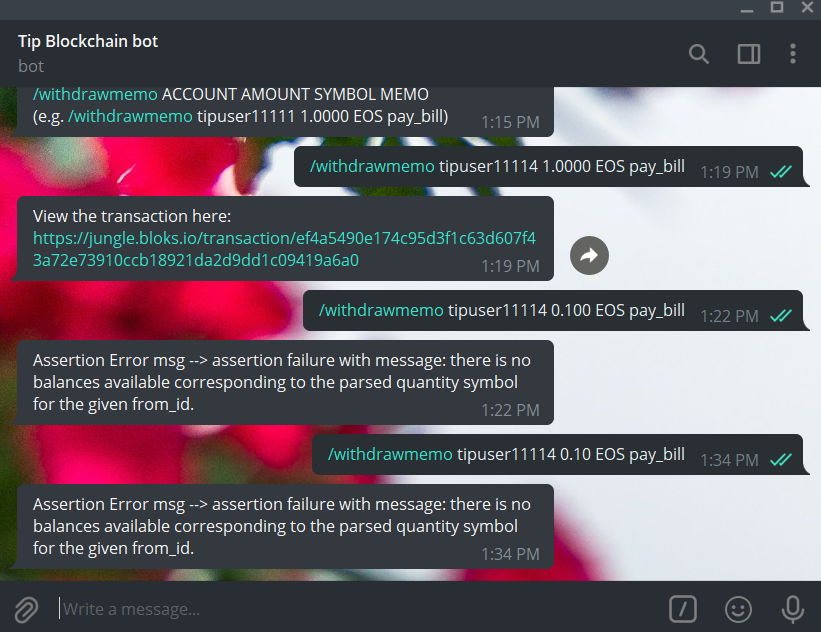 Tip Blockchain bot
bot
/withdrawmemo ACCOUNT AMOUNT SYMBOL MEMO
(e.g. /withdrawmemo tipuser11111 1.0000 EOS pay_bill) 1:15 PM
/withdrawmemo tipuser11114 1.0000 EOS pay_bill 1:19 PM
View the transaction here:
https://jungle.bloks.io/transaction/ef4a5490e174c95d3f1c63d607f4
3a72e73910ccb18921da2d9dd1c09419a6a0 1:19 PM
/withdrawmemo tipuser11114 0.100 EOS pay_bill 1:22 PM
Assertion Error msg --> assertion failure with message: there is no
balances available corresponding to the parsed quantity symbol
for the given from_id. 1:22 PM
/withdrawmemo tipuser11114 0.10 EOS pay_bill 1:34 PM
Assertion Error msg --> assertion failure with message: there is no
balances available corresponding to the parsed quantity symbol
for the given from_id. 1:34 PM
Write a message...